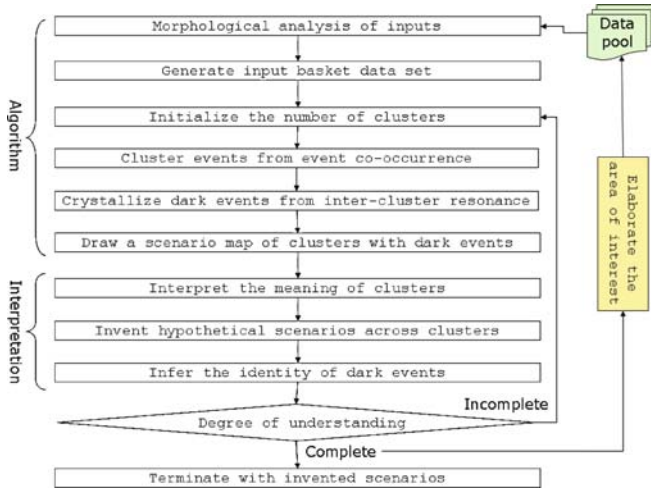 Morphological analysis of inputs
Data
pool
Generate input basket data set
Algorithm
Initialize the number of clusters
Cluster events from event co-occurrence
Crystallize dark events from inter-cluster resonance
Draw a scenario map of clusters with dark events
Elaborate the
area of interest
Interpretation
Interpret the meaning of clusters
Invent hypothetical scenarios across clusters
Infer the identity of dark events
Incomplete
Degree of understanding
Complete
Terminate with invented scenarios